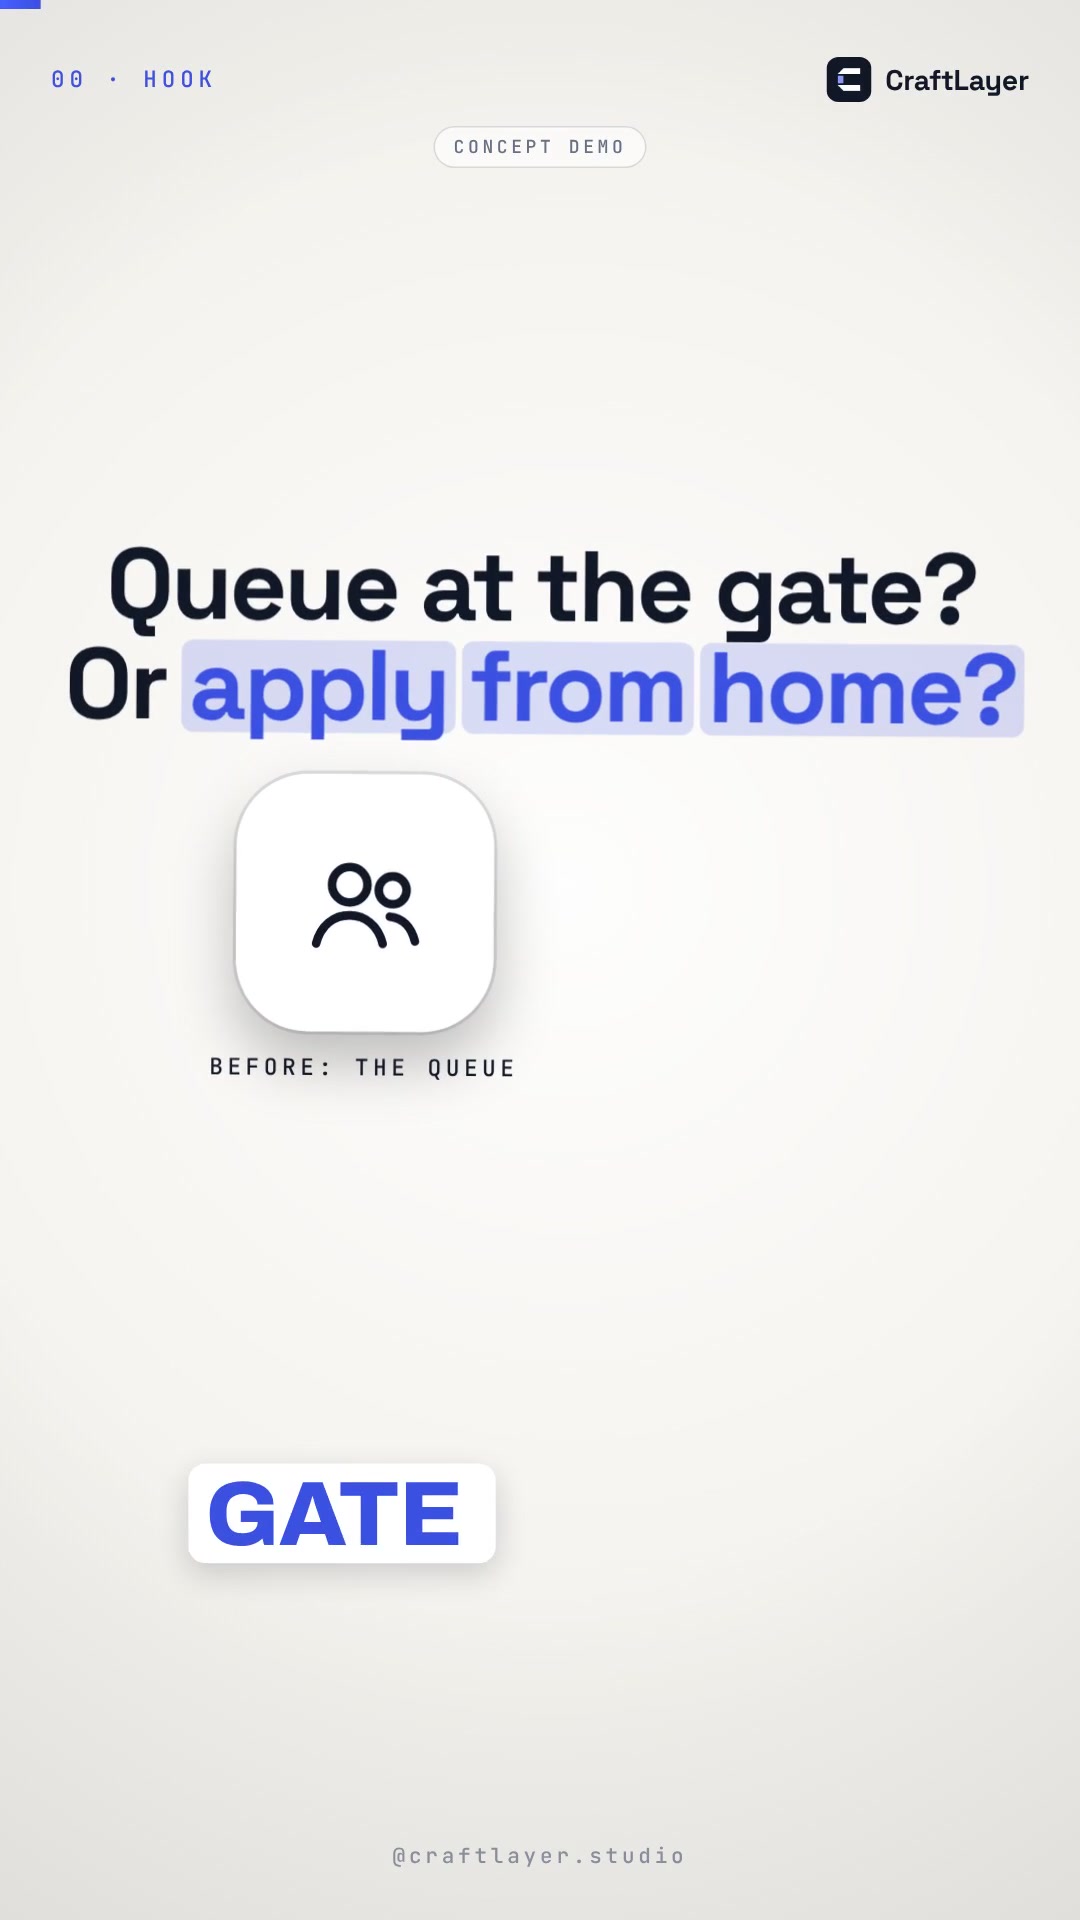 00 · HOOK
CraftLayer
CONCEPT DEMO
Queue at the gate?
Or apply from home?
BEFORE: THE QUEUE
GATE
@craftlayer.studio